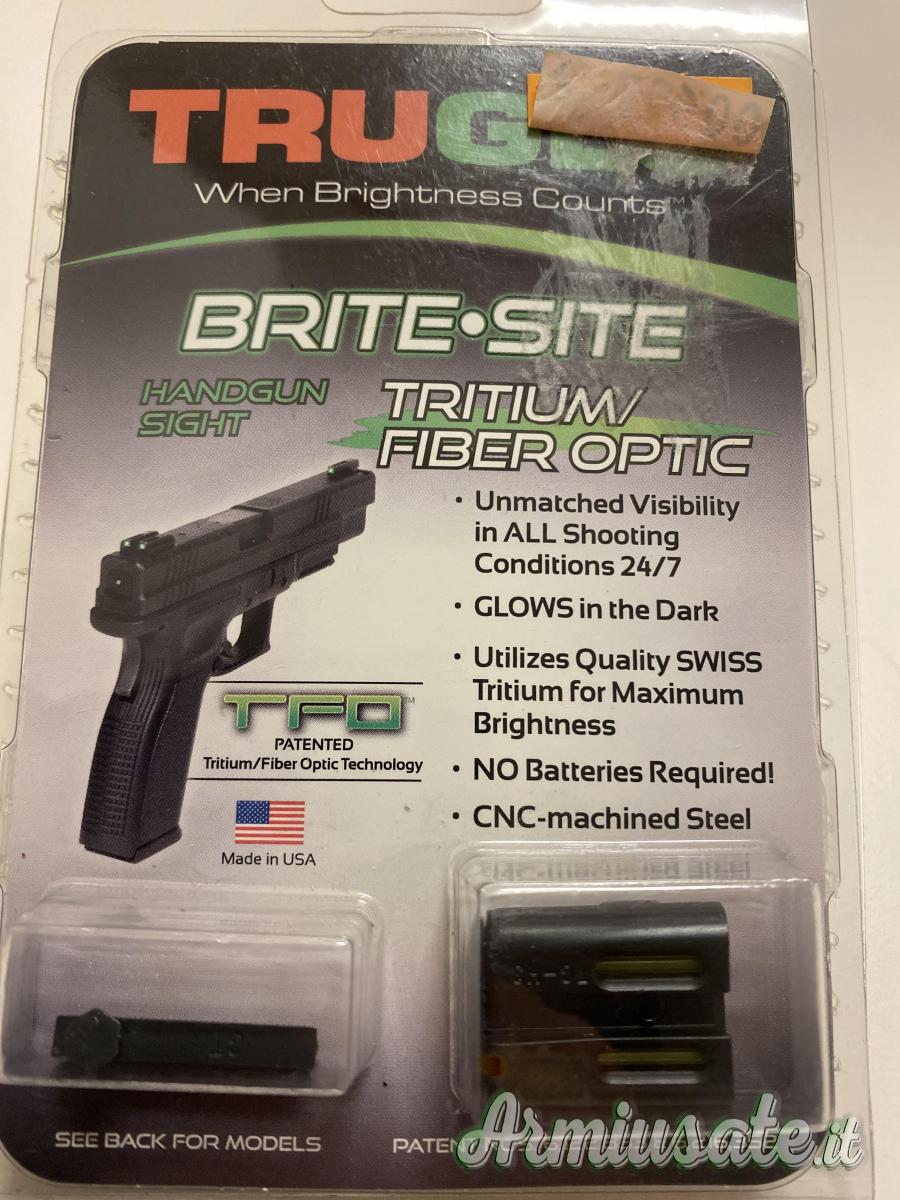 TRUG
When Brightness Counts™
BRITE•SITE
HANDGUN
SIGHT
TRITIUM/
FIBER OPTIC
• Unmatched Visibility
in ALL Shooting
Conditions 24/7
• GLOWS in the Dark
• Utilizes Quality SWISS
Tritium for Maximum
Brightness
• NO Batteries Required!
• CNC-machined Steel
TFO™
PATENTED
Tritium/Fiber Optic Technology
Made in USA
SEE BACK FOR MODELS
Armiusate.it